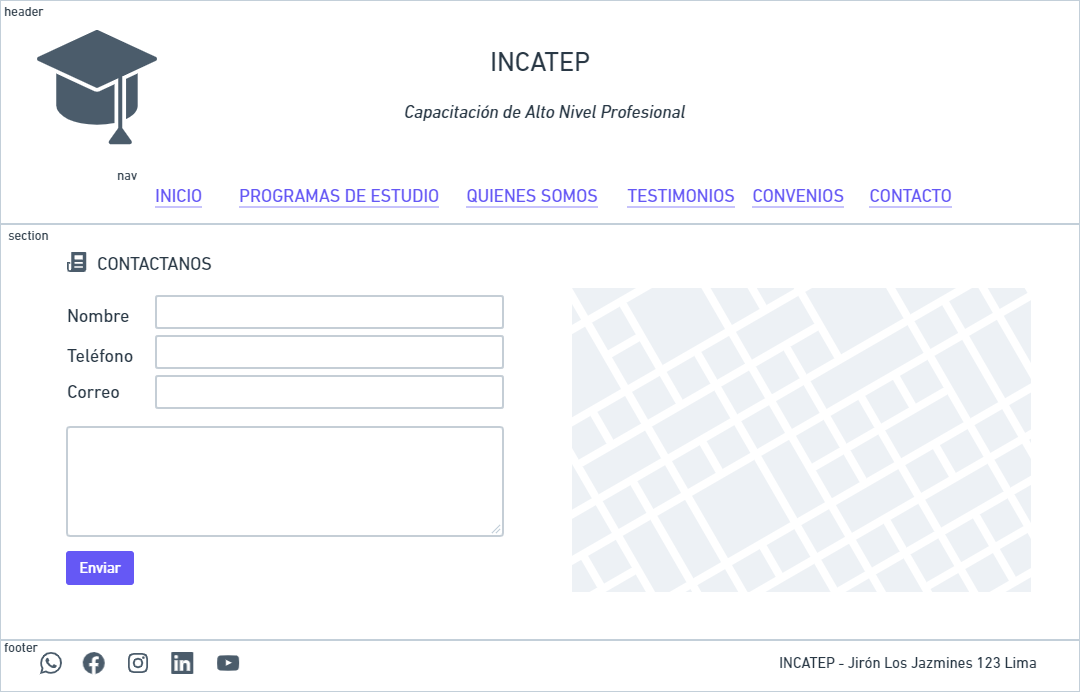 header
INCATEP
Capacitación de Alto Nivel Profesional
nav
INICIO PROGRAMAS DE ESTUDIO QUIENES SOMOS TESTIMONIOS CONVENIOS CONTACTO
section
CONTACTANOS
Nombre
Teléfono
Correo
Enviar
footer
in
INCATEP - Jirón Los Jazmines 123 Lima